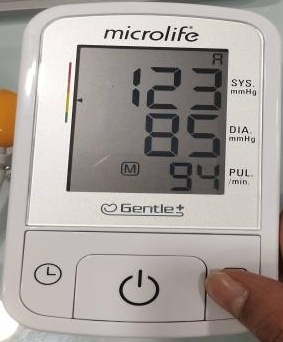 microlife®
A
123 SYS. mmHg
85 DIA. mmHg
M 94 PUL. /min.
Gentle+